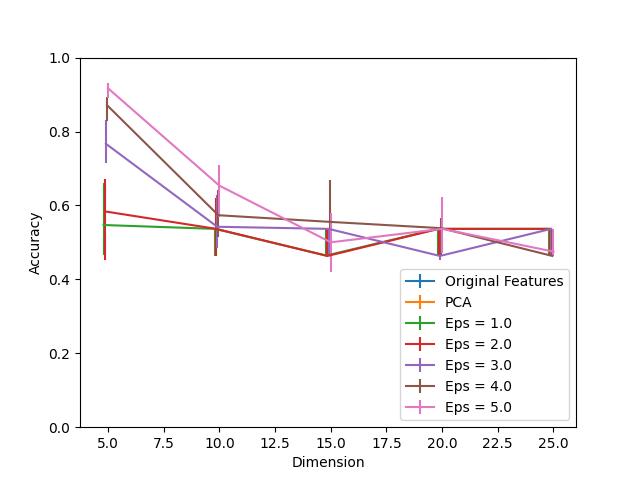 1.0
0.8
0.6
0.4
0.2
0.0
Accuracy
Original Features
PCA
Eps = 1.0
Eps = 2.0
Eps = 3.0
Eps = 4.0
Eps = 5.0
5.0 7.5 10.0 12.5 15.0 17.5 20.0 22.5 25.0
Dimension